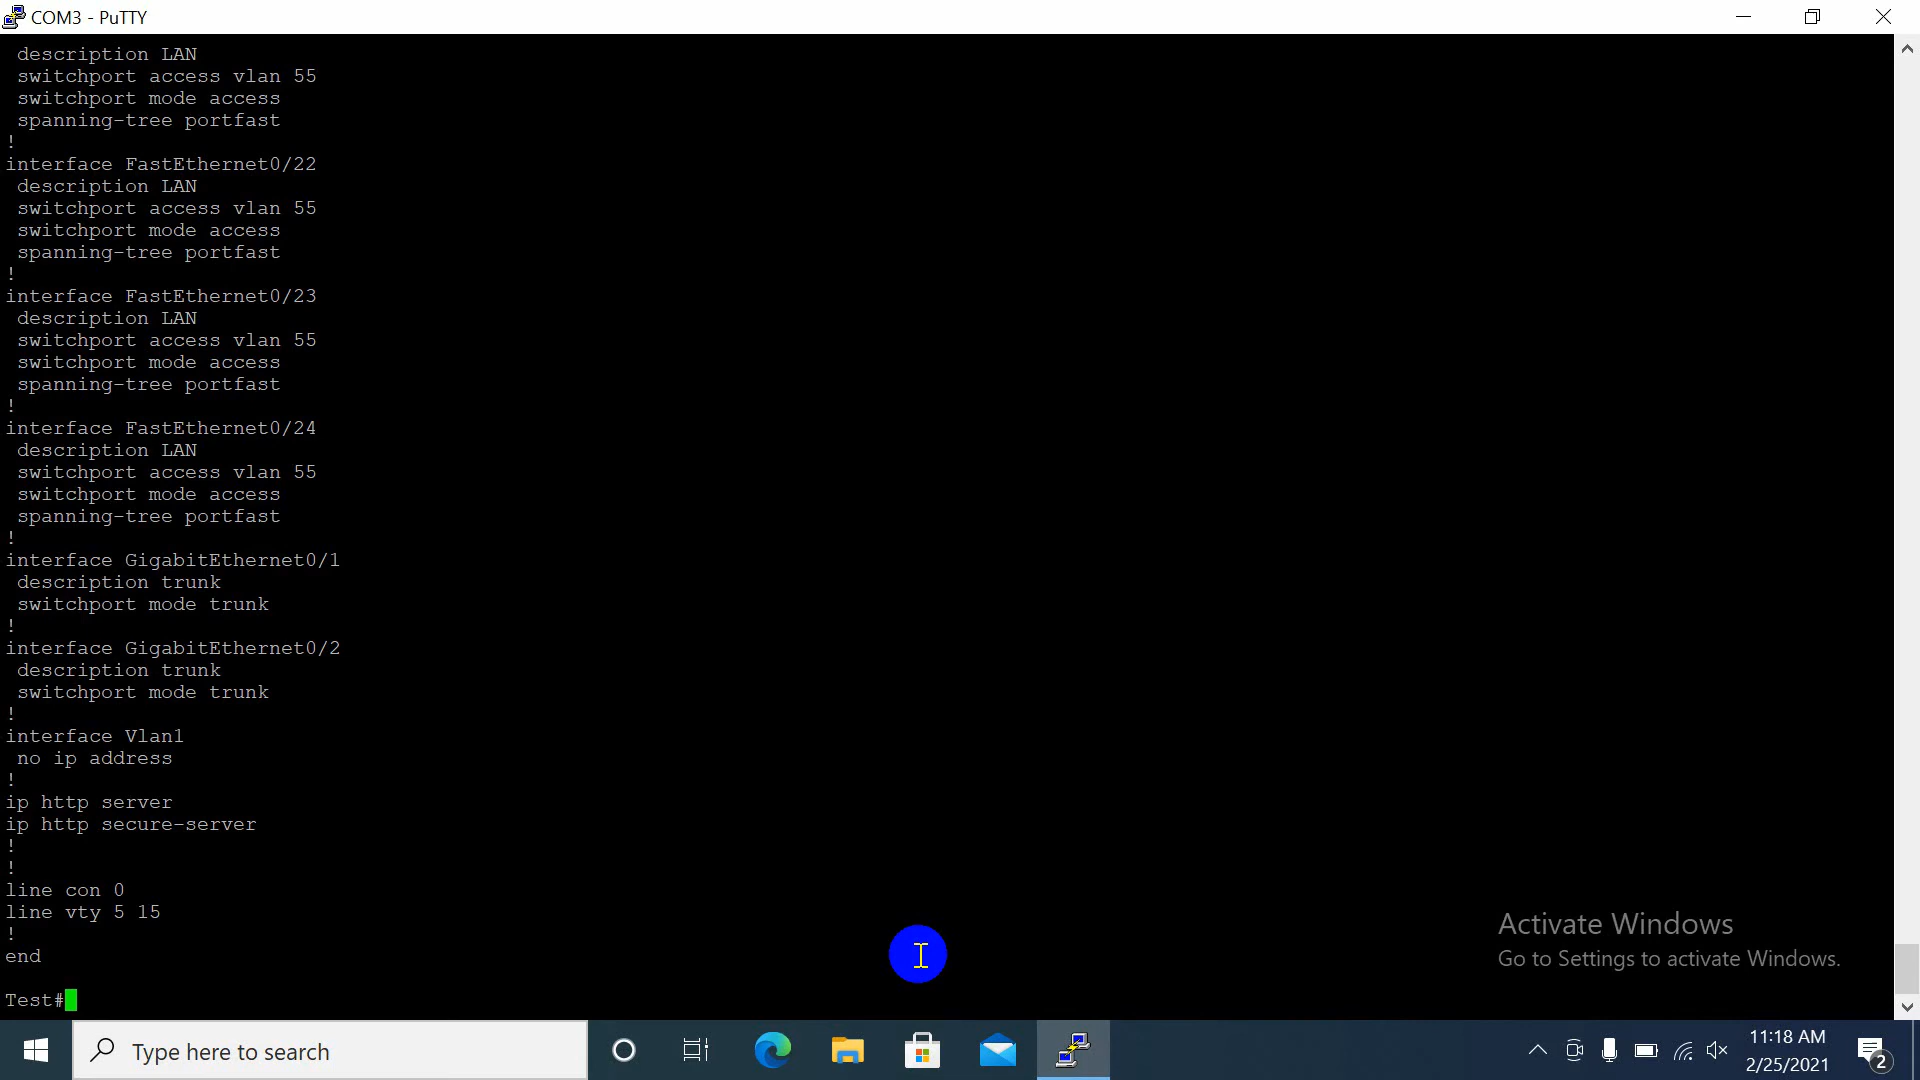 COM3 - PuTTY
description LAN
switchport access vlan 55
switchport mode access
spanning-tree portfast
!
interface FastEthernet0/22
description LAN
switchport access vlan 55
switchport mode access
spanning-tree portfast
!
interface FastEthernet0/23
description LAN
switchport access vlan 55
switchport mode access
spanning-tree portfast
!
interface FastEthernet0/24
description LAN
switchport access vlan 55
switchport mode access
spanning-tree portfast
!
interface GigabitEthernet0/1
description trunk
switchport mode trunk
!
interface GigabitEthernet0/2
description trunk
switchport mode trunk
!
interface Vlan1
no ip address
!
ip http server
ip http secure-server
!
!
line con 0
line vty 5 15
!
end
Test#
Activate Windows
Go to Settings to activate Windows.
Type here to search
11:18 AM
2/25/2021
2